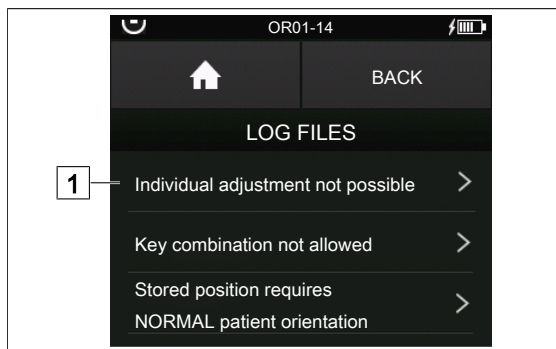 OR01-14
BACK
LOG FILES
1
Individual adjustment not possible
Key combination not allowed
Stored position requires
NORMAL patient orientation